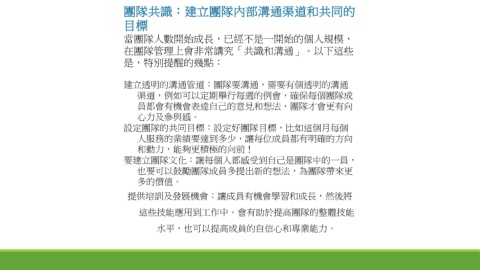 團隊共識：建立團隊內部溝通渠道和共同的
目標
當團隊人數開始成長，已經不是一開始的個人規模，
在團隊管理上會非常講究「共識和溝通」。以下這些
是，特別提醒的幾點：
建立透明的溝通管道：團隊要溝通，需要有個透明的溝通
渠道，例如可以定期舉行每週的例會，確保每個團隊成
員都會有機會表達自己的意見和想法，團隊才會更有向
心力及參與感。
設定團隊的共同目標：設定好團隊目標，比如這個月每個
人服務的業績要達到多少，讓每位成員都有明確的方向
和動力，能夠更積極的向前！
要建立團隊文化：讓每個人都感受到自己是團隊中的一員，
也要可以鼓勵團隊成員多提出新的想法，為團隊帶來更
多的價值。
提供培訓及發展機會：讓成員有機會學習和成長，然後將
這些技能應用到工作中。會有助於提高團隊的整體技能
水平，也可以提高成員的自信心和專業能力。